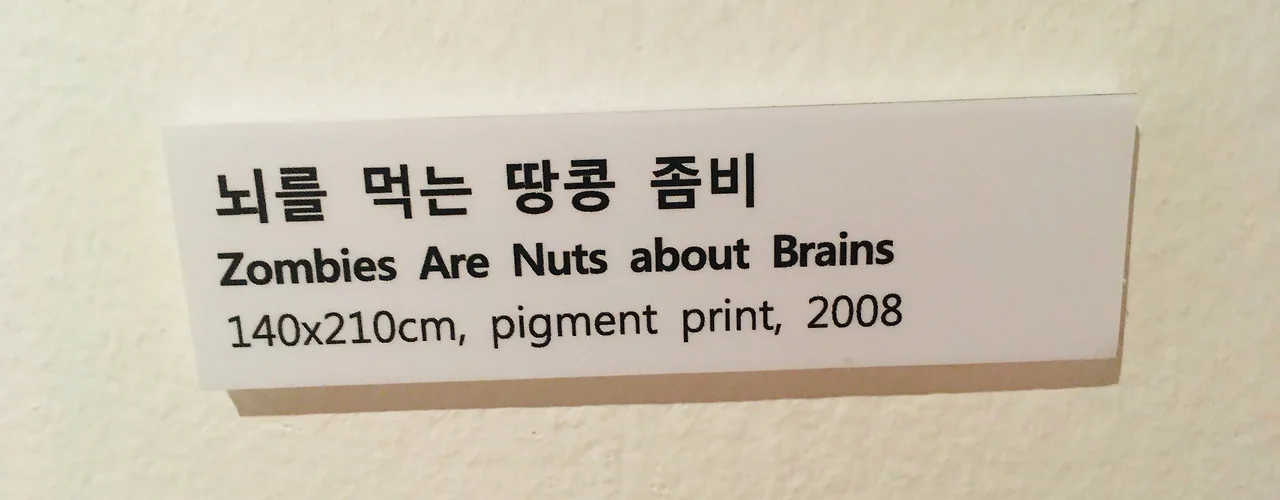 뇌를 먹는 땅콩 좀비
Zombies Are Nuts about Brains
140x210cm, pigment print, 2008